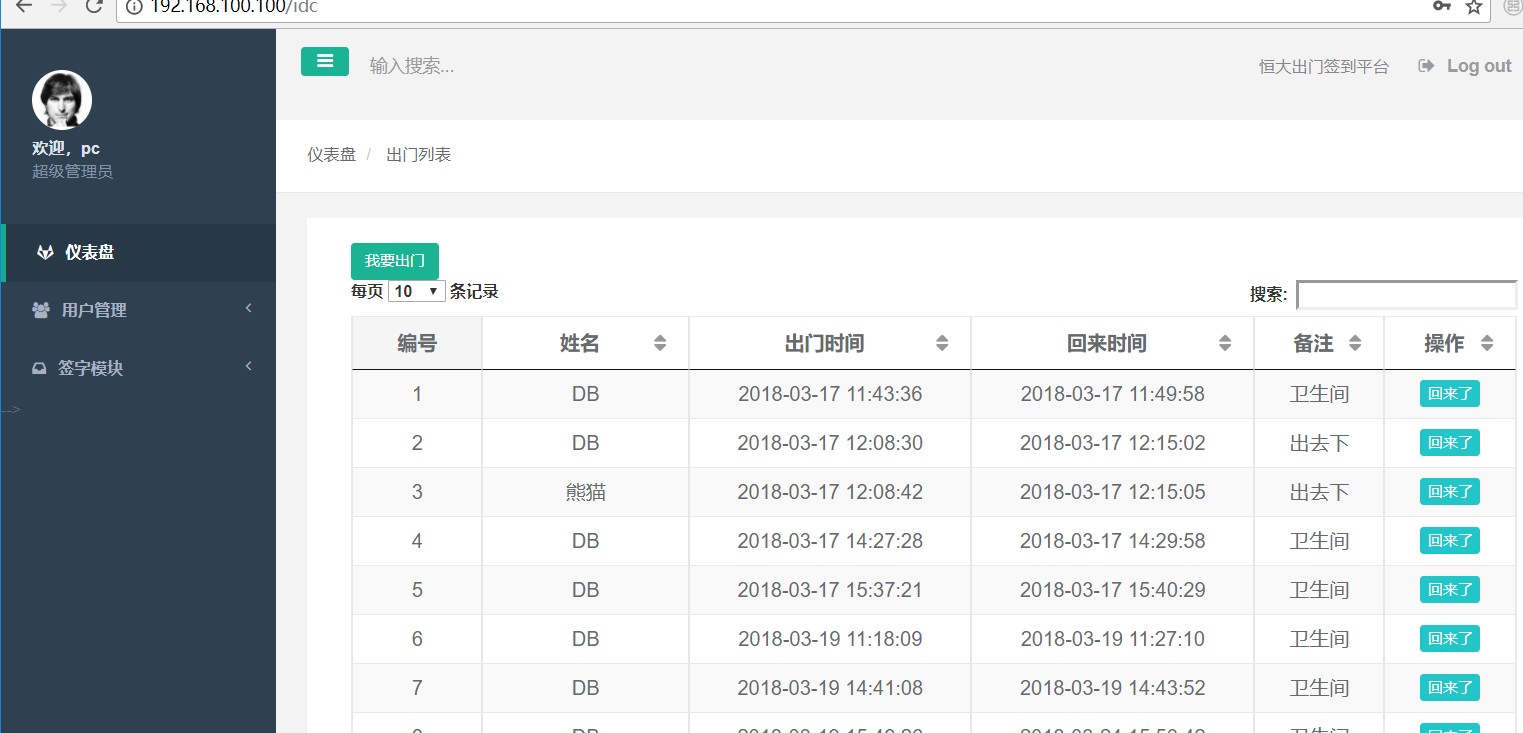 192.168.100.100/idc
输入搜索...
恒大出门签到平台 Log out
欢迎，pc
超级管理员
仪表盘
用户管理
签字模块
-->
仪表盘 / 出门列表
我要出门
每页 10 条记录
搜索:
编号 姓名 出门时间 回来时间 备注 操作
1 DB 2018-03-17 11:43:36 2018-03-17 11:49:58 卫生间 回来了
2 DB 2018-03-17 12:08:30 2018-03-17 12:15:02 出去下 回来了
3 熊猫 2018-03-17 12:08:42 2018-03-17 12:15:05 出去下 回来了
4 DB 2018-03-17 14:27:28 2018-03-17 14:29:58 卫生间 回来了
5 DB 2018-03-17 15:37:21 2018-03-17 15:40:29 卫生间 回来了
6 DB 2018-03-19 11:18:09 2018-03-19 11:27:10 卫生间 回来了
7 DB 2018-03-19 14:41:08 2018-03-19 14:43:52 卫生间 回来了